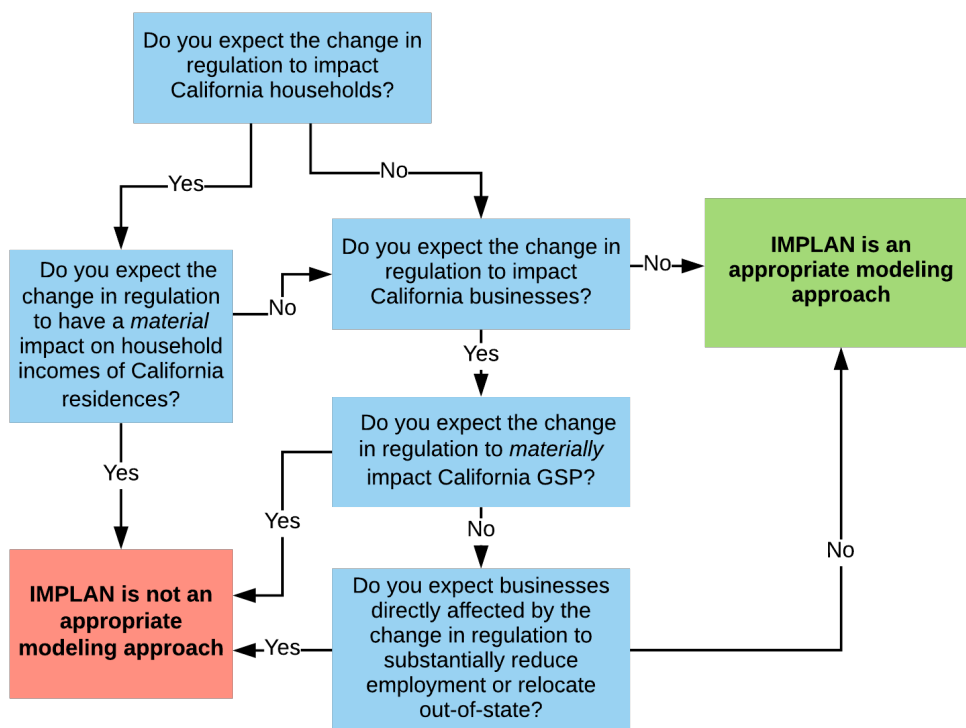 Do you expect the change in
regulation to impact
California households?
Yes
No
Do you expect the
change in regulation
to have a material
impact on household
incomes of California
residences?
No
Do you expect the change in
regulation to impact
California businesses?
No
IMPLAN is an
appropriate modeling
approach
Yes
Yes
Do you expect the change
in regulation to materially
impact California GSP?
Yes
No
IMPLAN is not an
appropriate
modeling approach
Yes
Do you expect businesses
directly affected by the
change in regulation to
substantially reduce
employment or relocate
out-of-state?
No